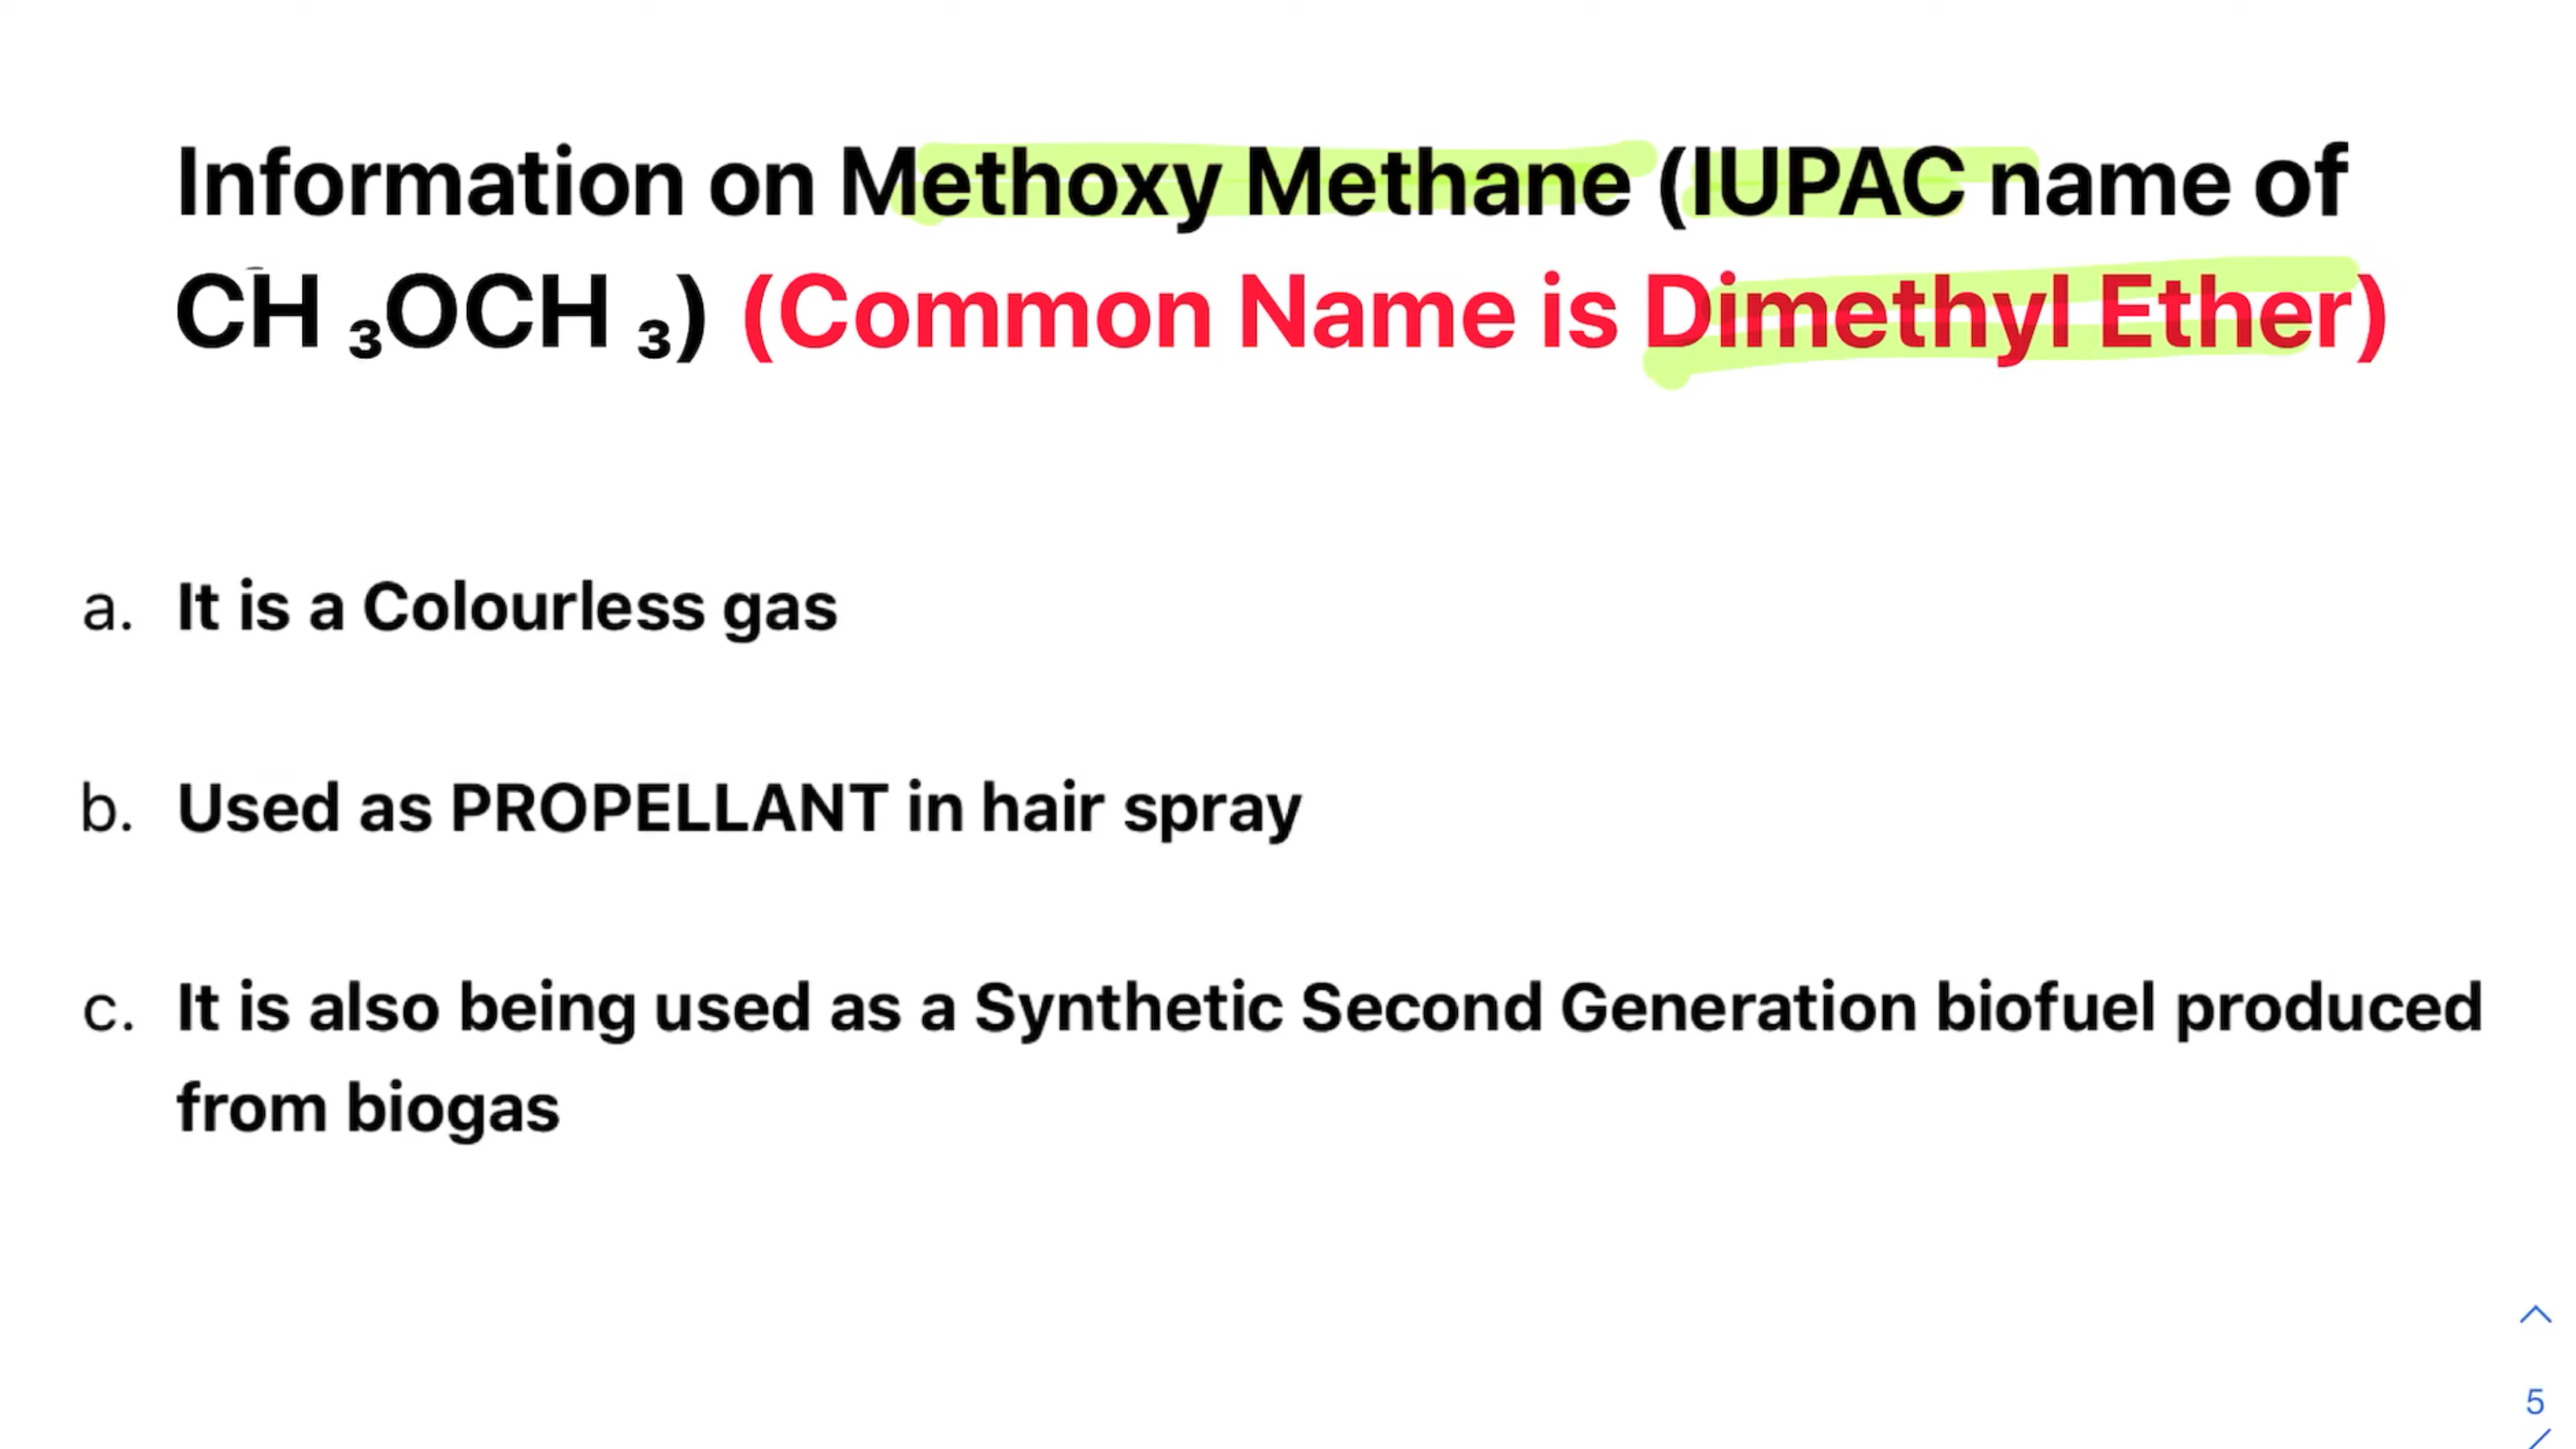 Information on Methoxy Methane (IUPAC name of
CH ₃OCH ₃) (Common Name is Dimethyl Ether)
a. It is a Colourless gas
b. Used as PROPELLANT in hair spray
c. It is also being used as a Synthetic Second Generation biofuel produced
from biogas
5